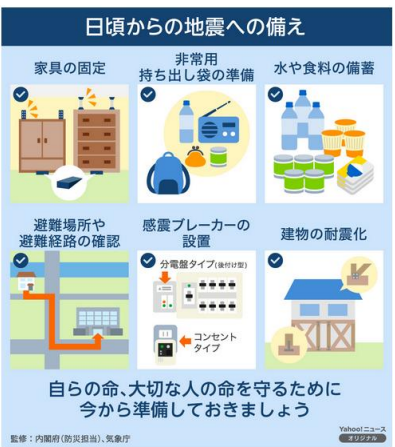 日頃からの地震への備え
家具の固定
非常用
持ち出し袋の準備
水や食料の備蓄
避難場所や
避難経路の確認
感震ブレーカーの
設置
分電盤タイプ(後付け型)
コンセント
タイプ
建物の耐震化
自らの命、大切な人の命を守るために
今から準備しておきましょう
監修:内閣府(防災担当)、気象庁
Yahoo!ニュース
オリジナル